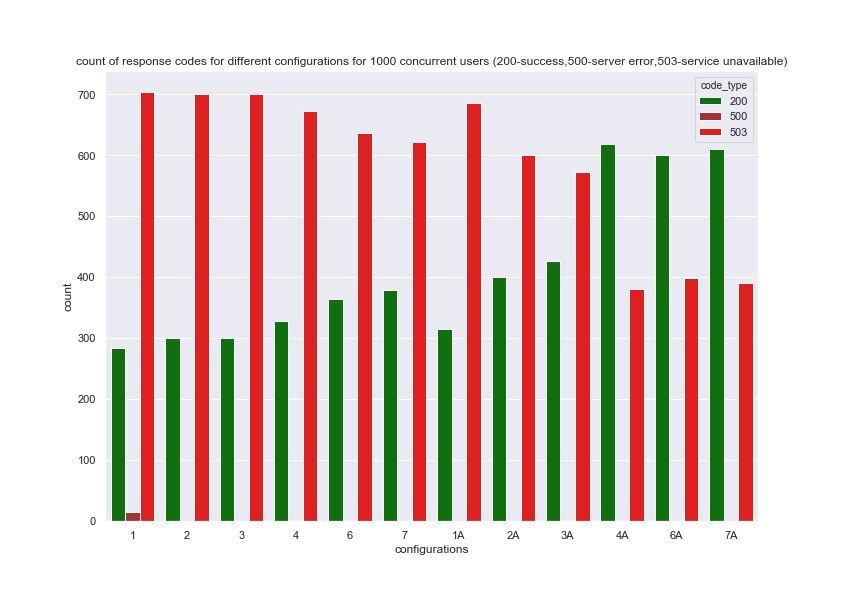 count of response codes for different configurations for 1000 concurrent users (200-success,500-server error,503-service unavailable)
code_type
200
500
503
700
600
500
400
300
200
100
0
count
1
2
3
4
6
7
1A
2A
3A
4A
6A
7A
configurations